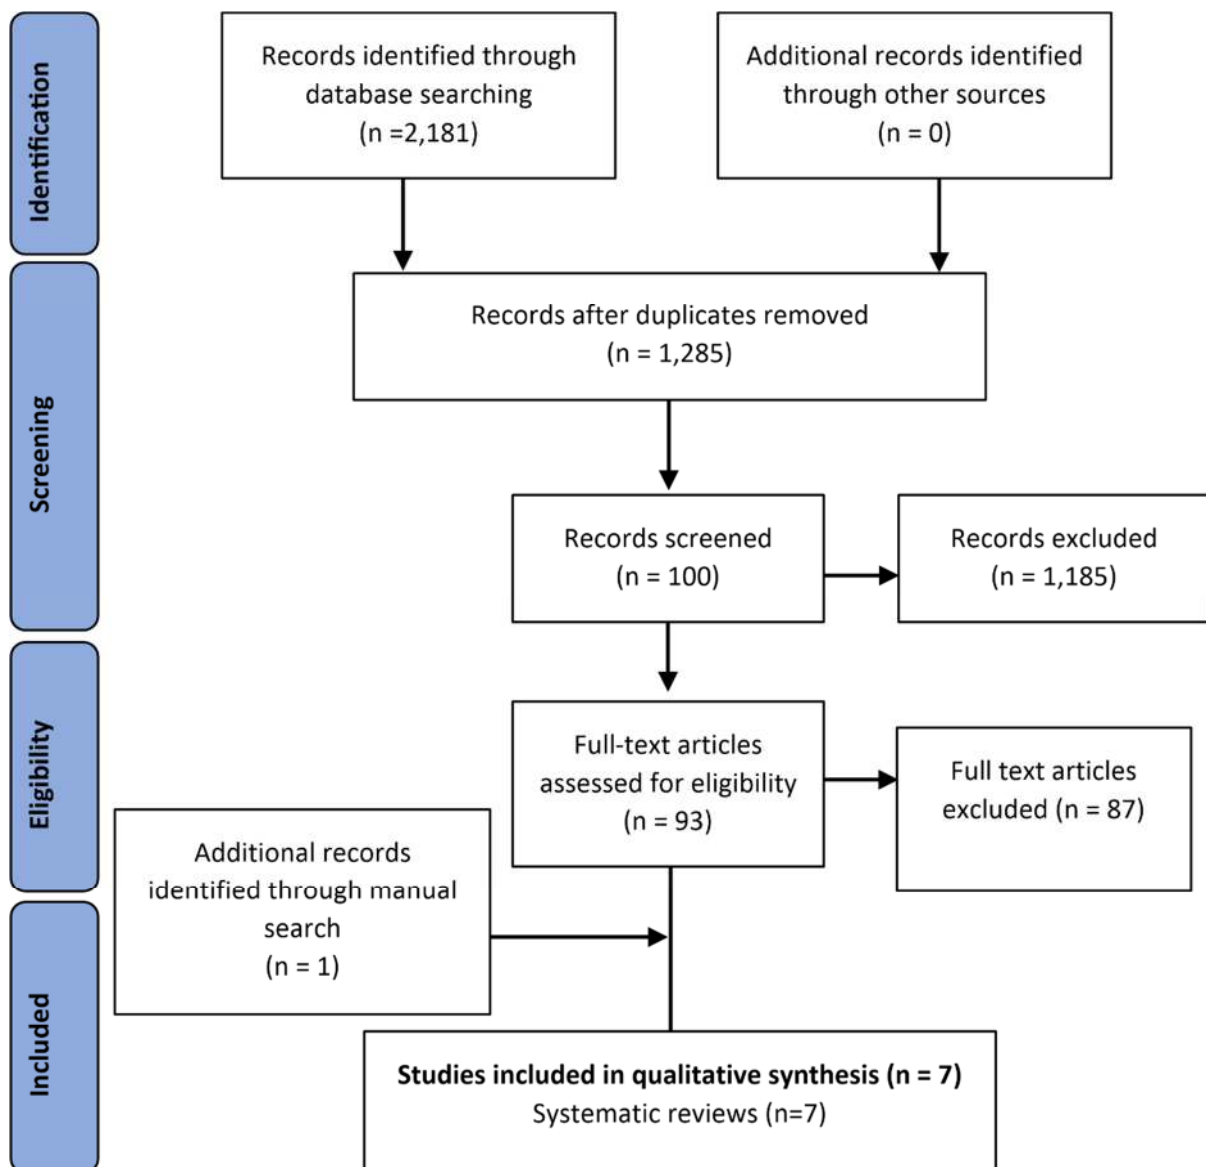 Identification
Records identified through
database searching
(n =2,181)
Additional records identified
through other sources
(n = 0)
Screening
Records after duplicates removed
(n = 1,285)
Records screened
(n = 100)
Records excluded
(n = 1,185)
Eligibility
Full-text articles
assessed for eligibility
(n = 93)
Full text articles
excluded (n = 87)
Additional records
identified through manual
search
(n = 1)
Included
Studies included in qualitative synthesis (n = 7)
Systematic reviews (n=7)